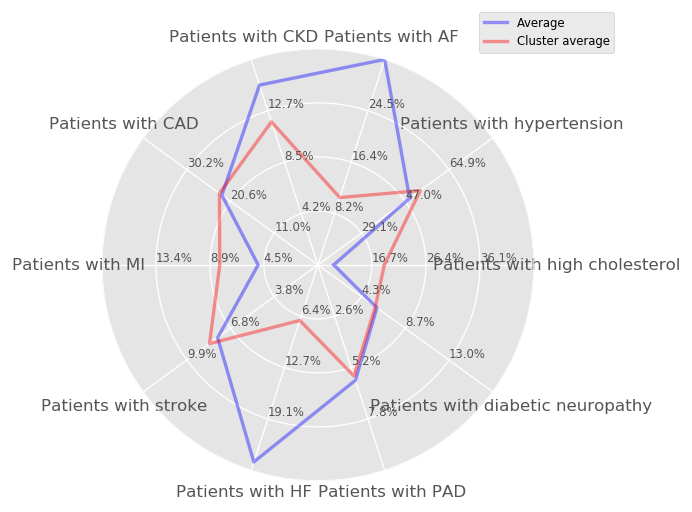 Average
Cluster average
Patients with CKD Patients with AF
12.7% 24.5%
Patients with CAD Patients with hypertension
30.2% 8.5% 16.4% 64.9%
20.6% 4.2% 8.2% 47.0%
11.0% 29.1%
Patients with MI 13.4% 8.9% 4.5% 16.7% 26.4% 36.1% Patients with high cholesterol
3.8% 4.3%
6.8% 6.4% 2.6% 8.7%
9.9% 12.7% 5.2% 13.0%
Patients with stroke 19.1% 7.8% Patients with diabetic neuropathy
Patients with HF Patients with PAD